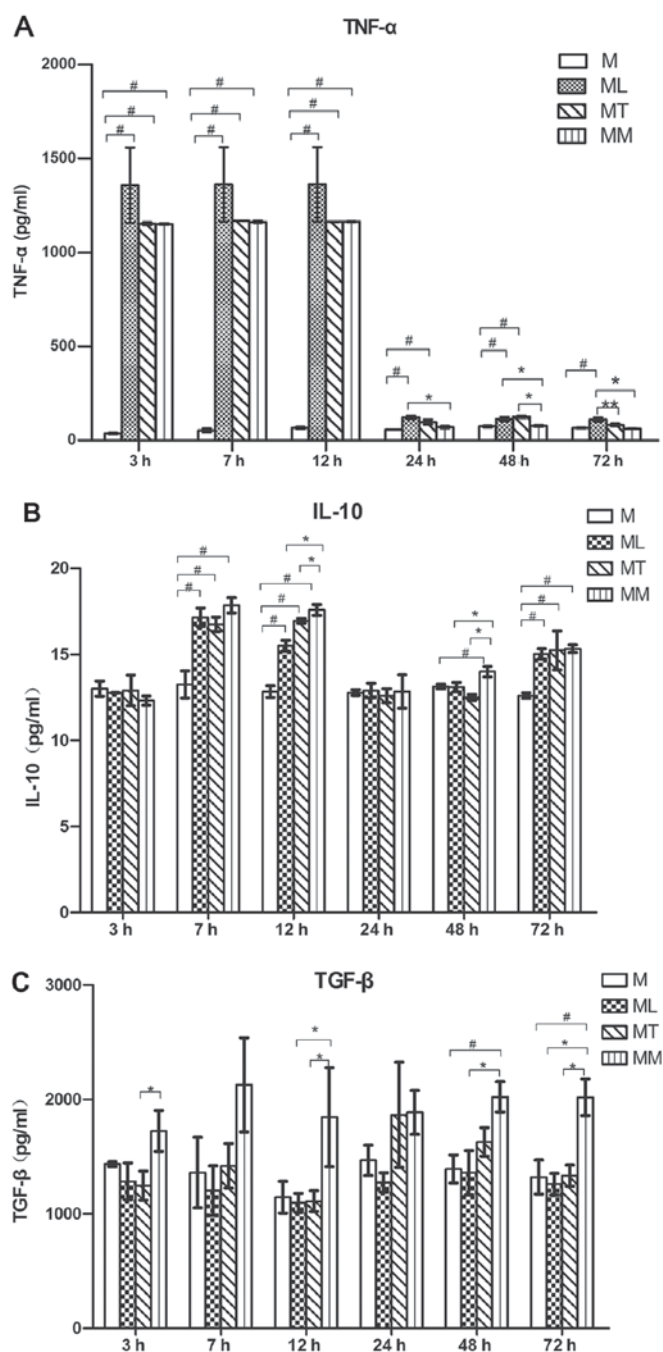 A
TNF-α
2000
1500
1000
500
0
TNF-α (pg/ml)
M
ML
MT
MM
# # # # #
# # # #
# # # #
# * # # * * # * **
3 h 7 h 12 h 24 h 48 h 72 h
B
IL-10
20
15
10
5
0
IL-10 (pg/ml)
M
ML
MT
MM
# # # # # # * * # * * # # #
3 h 7 h 12 h 24 h 48 h 72 h
C
TGF-β
3000
2000
1000
0
TGF-β (pg/ml)
M
ML
MT
MM
* * * # * # * *
3 h 7 h 12 h 24 h 48 h 72 h